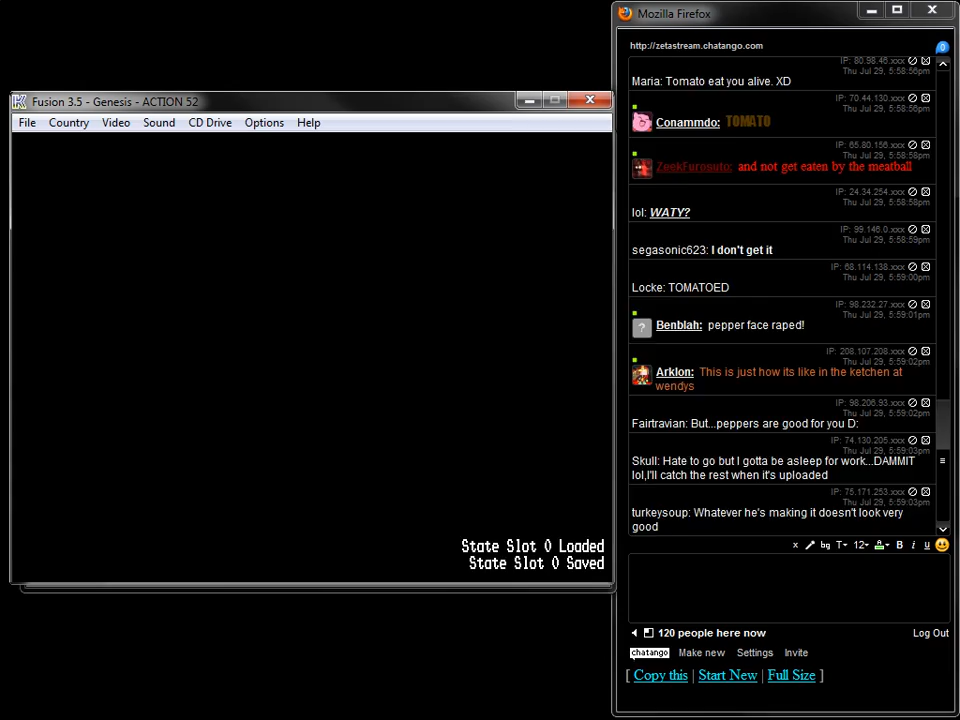 Mozilla Firefox
http://zetastream.chatango.com
0
IP: 80.98.46.xxx
Thu Jul 29, 5:58:56pm
Maria: Tomato eat you alive. XD
IP: 70.44.130.xxx
Thu Jul 29, 5:58:58pm
Conammdo: TOMATO
IP: 65.80.156.xxx
Thu Jul 29, 5:58:58pm
ZeekFurosuto: and not get eaten by the meatball
IP: 24.34.254.xxx
Thu Jul 29, 5:58:58pm
lol: WATY?
IP: 99.146.0.xxx
Thu Jul 29, 5:58:59pm
segasonic623: I don't get it
IP: 68.114.138.xxx
Thu Jul 29, 5:59:00pm
Locke: TOMATOED
IP: 98.232.27.xxx
Thu Jul 29, 5:59:01pm
Benblah: pepper face raped!
IP: 208.107.208.xxx
Thu Jul 29, 5:59:02pm
Arklon: This is just how its like in the ketchen at
wendys
IP: 98.206.93.xxx
Thu Jul 29, 5:59:02pm
Fairtravian: But...peppers are good for you D:
IP: 74.130.205.xxx
Thu Jul 29, 5:59:03pm
Skull: Hate to go but I gotta be asleep for work...DAMMIT
lol,I'll catch the rest when it's uploaded
IP: 75.171.253.xxx
Thu Jul 29, 5:59:03pm
turkeysoup: Whatever he's making it doesn't look very
good
x bg T 12 B i u
120 people here now Log Out
chatango Make new Settings Invite
[ Copy this | Start New | Full Size ]
Fusion 3.5 - Genesis - ACTION 52
File Country Video Sound CD Drive Options Help
State Slot 0 Loaded
State Slot 0 Saved